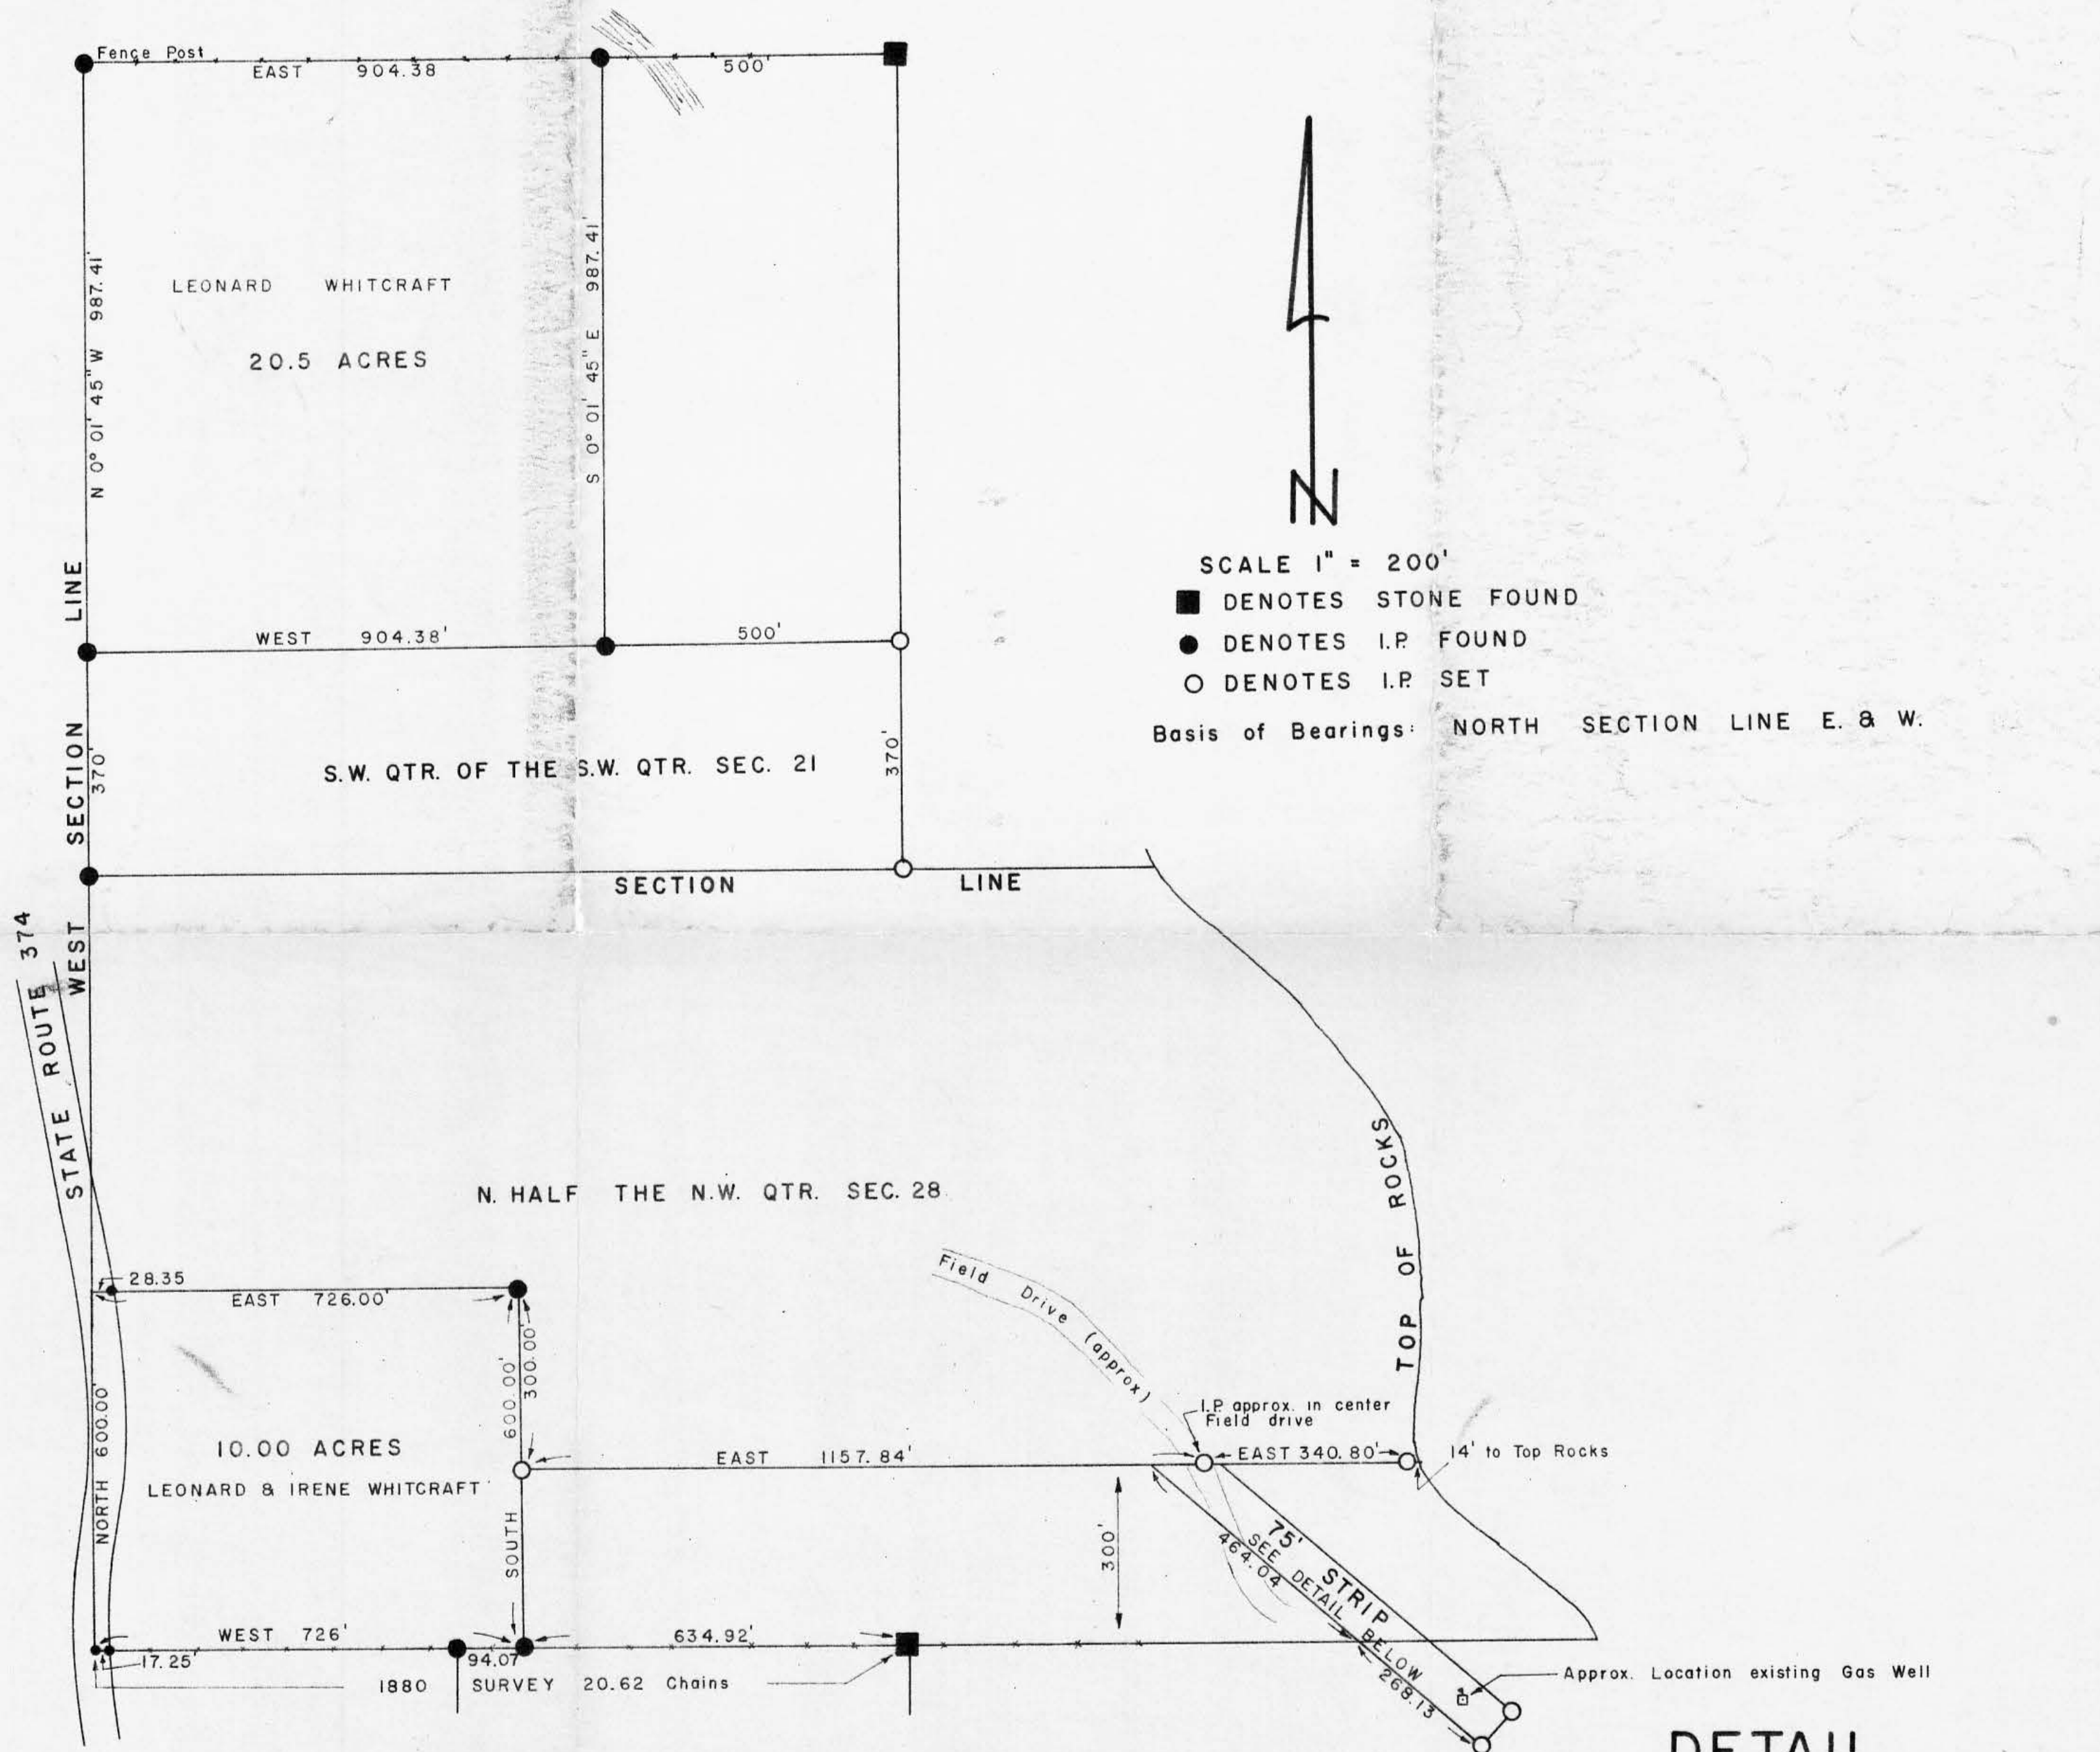 Fence Post
EAST 904.38
500'
N 0° 01' 45" W 987.41'
S 0° 01' 45" E 987.41'
LEONARD WHITCRAFT
20.5 ACRES
WEST 904.38'
500'
N
SCALE 1" = 200'
DENOTES STONE FOUND
DENOTES I.P. FOUND
DENOTES I.P. SET
Basis of Bearings: NORTH SECTION LINE E. & W.
WEST SECTION LINE
370'
370'
S.W. QTR. OF THE S.W. QTR. SEC. 21
SECTION LINE
STATE ROUTE 374
TOP OF ROCKS
N. HALF THE N.W. QTR. SEC. 28
28.35
EAST 726.00'
Field Drive (approx)
NORTH 600.00'
SOUTH 600.00'
300.00'
10.00 ACRES
LEONARD & IRENE WHITCRAFT
EAST 1157.84'
I.P. approx. in center
Field drive
EAST 340.80'
14' to Top Rocks
300'
75' STRIP
SEE DETAIL BELOW
464.04
268.13
WEST 726'
17.25'
94.07
634.92'
1880 SURVEY 20.62 Chains
Approx. Location existing Gas Well
DETAIL